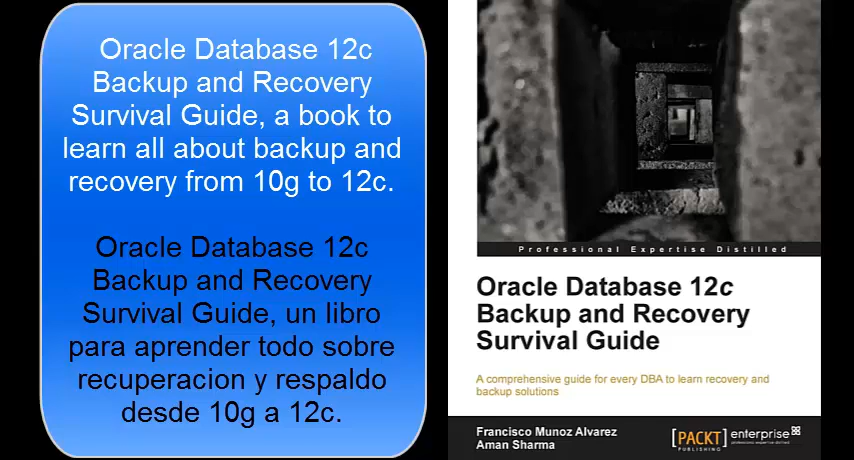 Oracle Database 12c
Backup and Recovery
Survival Guide, a book to
learn all about backup and
recovery from 10g to 12c.
Oracle Database 12c
Backup and Recovery
Survival Guide, un libro
para aprender todo sobre
recuperacion y respaldo
desde 10g a 12c.
Professional Expertise Distilled
Oracle Database 12c
Backup and Recovery
Survival Guide
A comprehensive guide for every DBA to learn recovery and
backup solutions
Francisco Munoz Alvarez
Aman Sharma
[PACKT] enterprise
PUBLISHING professional expertise distilled